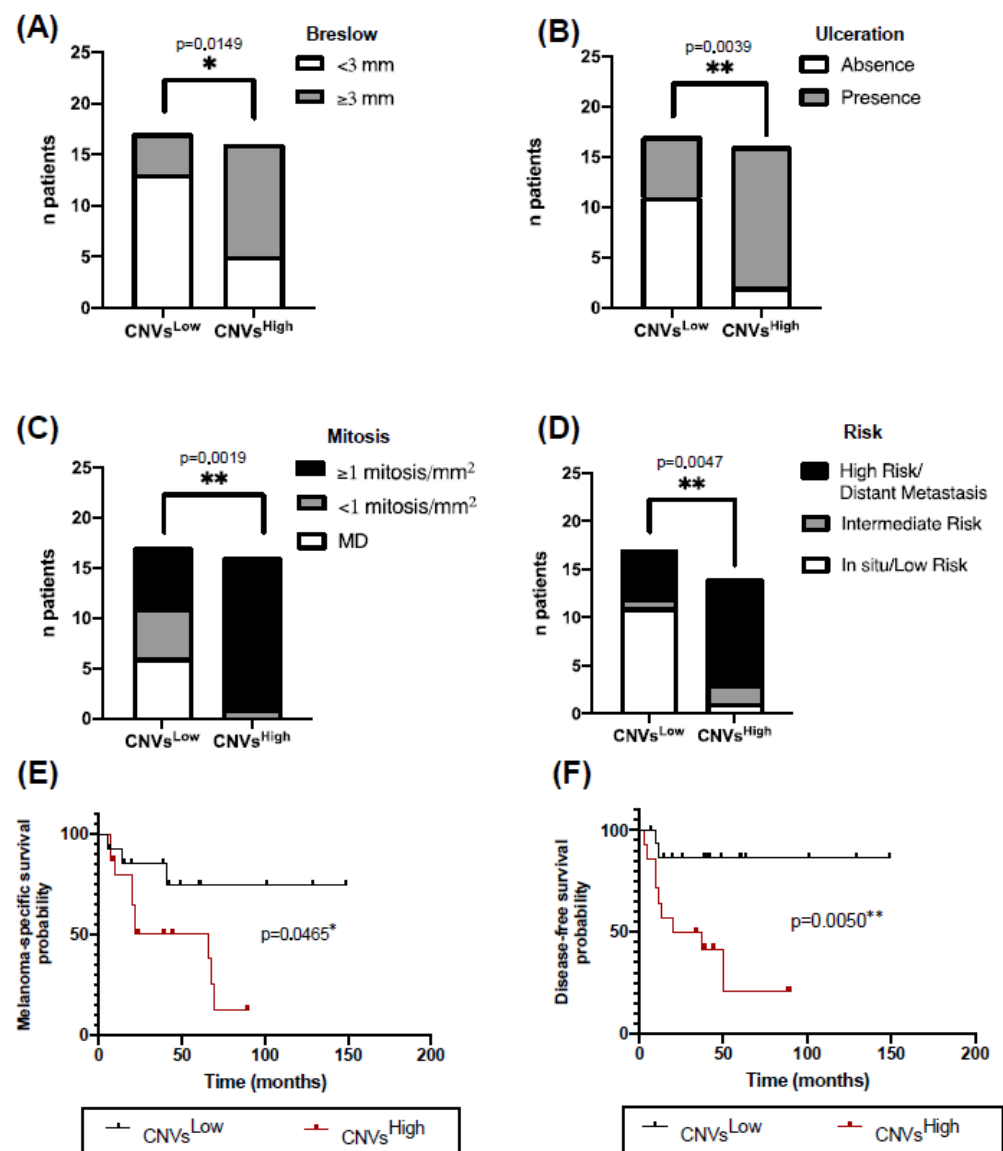 (A)
Breslow
p=0.0149
*
<3 mm
≥3 mm
25
20
15
10
5
0
n patients
CNVsLow
CNVsHigh
(B)
Ulceration
p=0.0039
**
Absence
Presence
25
20
15
10
5
0
n patients
CNVsLow
CNVsHigh
(C)
Mitosis
p=0.0019
**
≥1 mitosis/mm²
<1 mitosis/mm²
MD
25
20
15
10
5
0
n patients
CNVsLow
CNVsHigh
(D)
Risk
p=0.0047
**
High Risk/
Distant Metastasis
Intermediate Risk
In situ/Low Risk
25
20
15
10
5
0
n patients
CNVsLow
CNVsHigh
(E)
Melanoma-specific survival
probability
100
50
0
p=0.0465*
0 50 100 150 200
Time (months)
CNVsLow
CNVsHigh
(F)
Disease-free survival
probability
100
50
0
p=0.0050**
0 50 100 150 200
Time (months)
CNVsLow
CNVsHigh